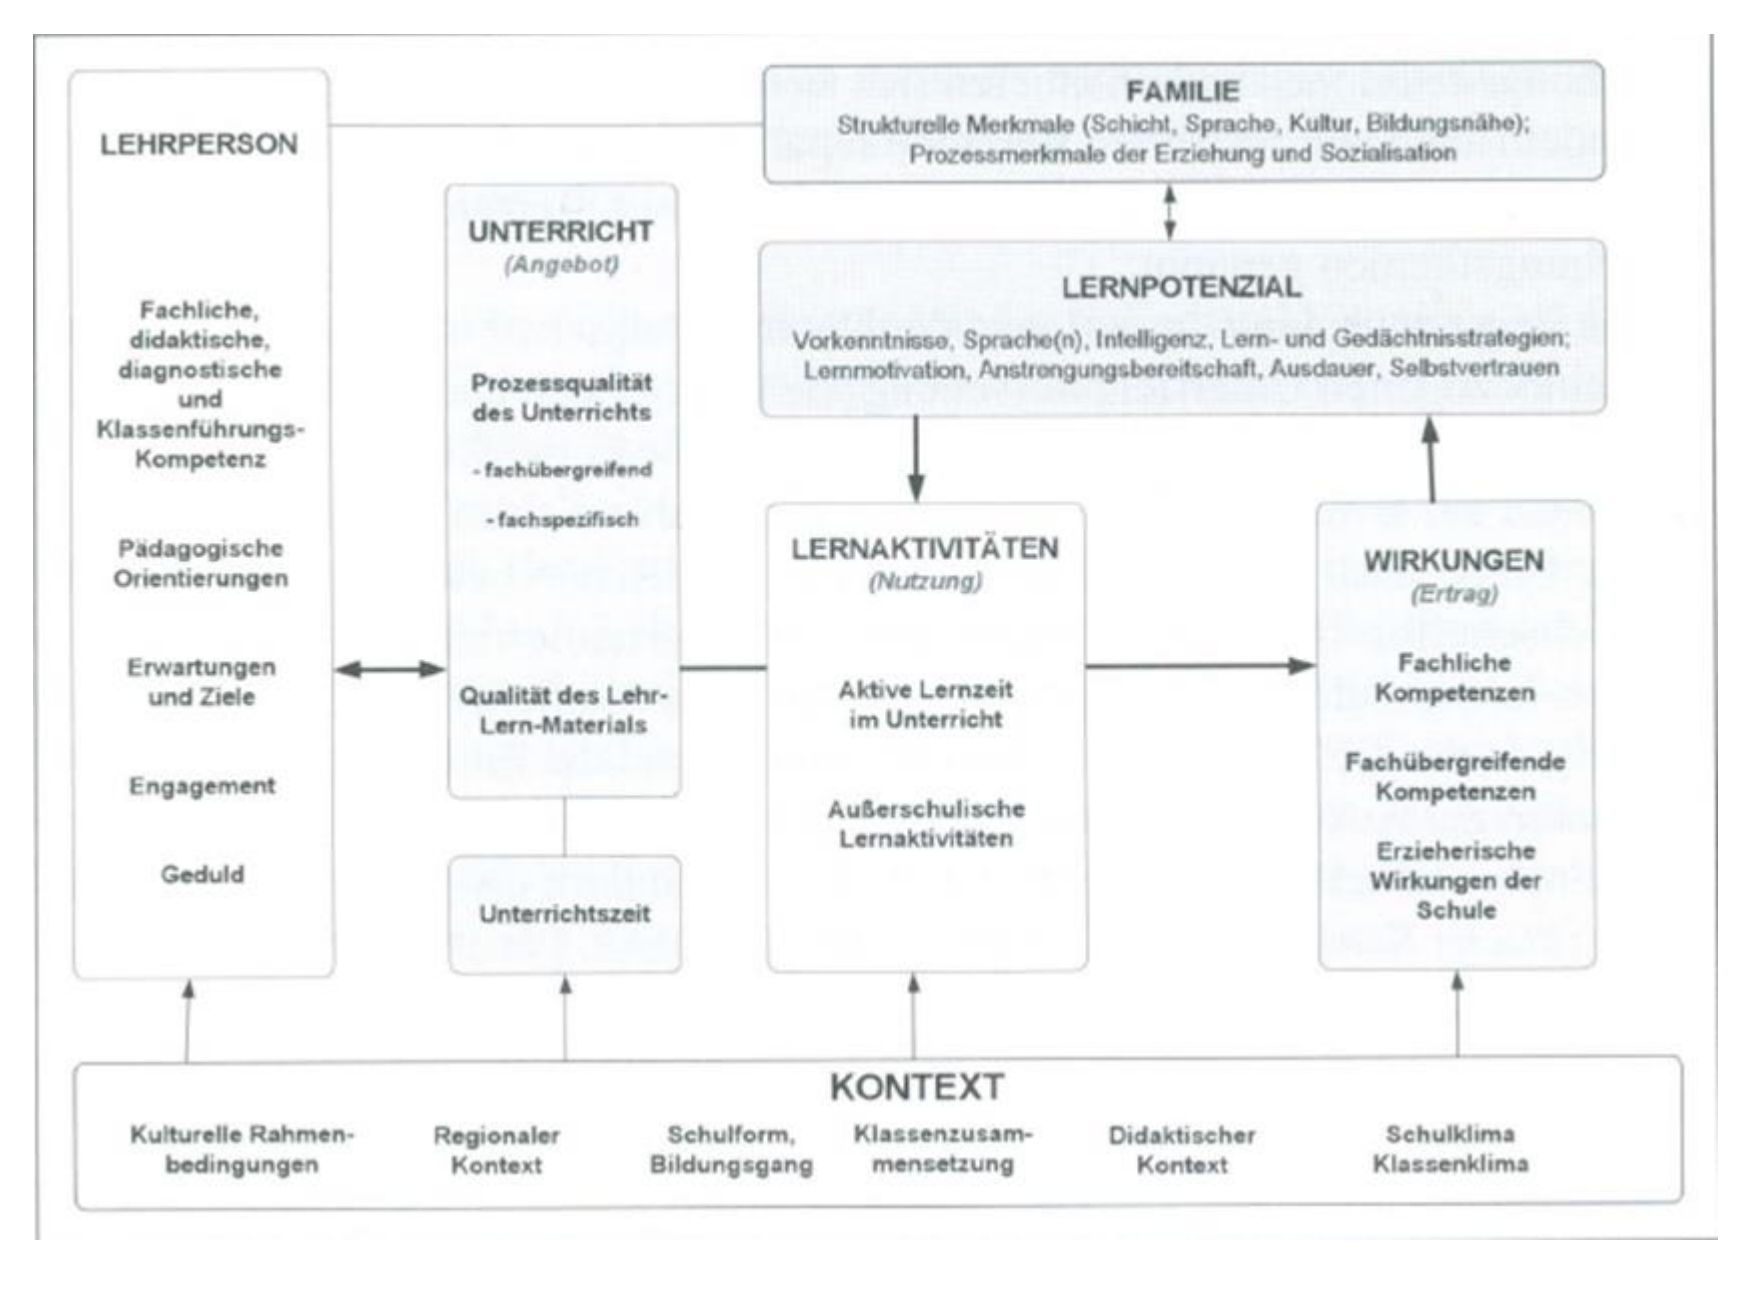 LEHRPERSON
Fachliche,
didaktische,
diagnostische
und
Klassenführungs-
Kompetenz
Pädagogische
Orientierungen
Erwartungen
und Ziele
Engagement
Geduld
UNTERRICHT
(Angebot)
Prozessqualität
des Unterrichts
- fachübergreifend
- fachspezifisch
Qualität des Lehr-
Lern-Materials
Unterrichtszeit
FAMILIE
Strukturelle Merkmale (Schicht, Sprache, Kultur, Bildungsnähe);
Prozessmerkmale der Erziehung und Sozialisation
LERNPOTENZIAL
Vorkenntnisse, Sprache(n), Intelligenz, Lern- und Gedächtnisstrategien;
Lernmotivation, Anstrengungsbereitschaft, Ausdauer, Selbstvertrauen
LERNAKTIVITÄTEN
(Nutzung)
Aktive Lernzeit
im Unterricht
Außerschulische
Lernaktivitäten
WIRKUNGEN
(Ertrag)
Fachliche
Kompetenzen
Fachübergreifende
Kompetenzen
Erzieherische
Wirkungen der
Schule
KONTEXT
Kulturelle Rahmen-
bedingungen
Regionaler
Kontext
Schulform,
Bildungsgang
Klassenzusam-
mensetzung
Didaktischer
Kontext
Schulklima
Klassenklima